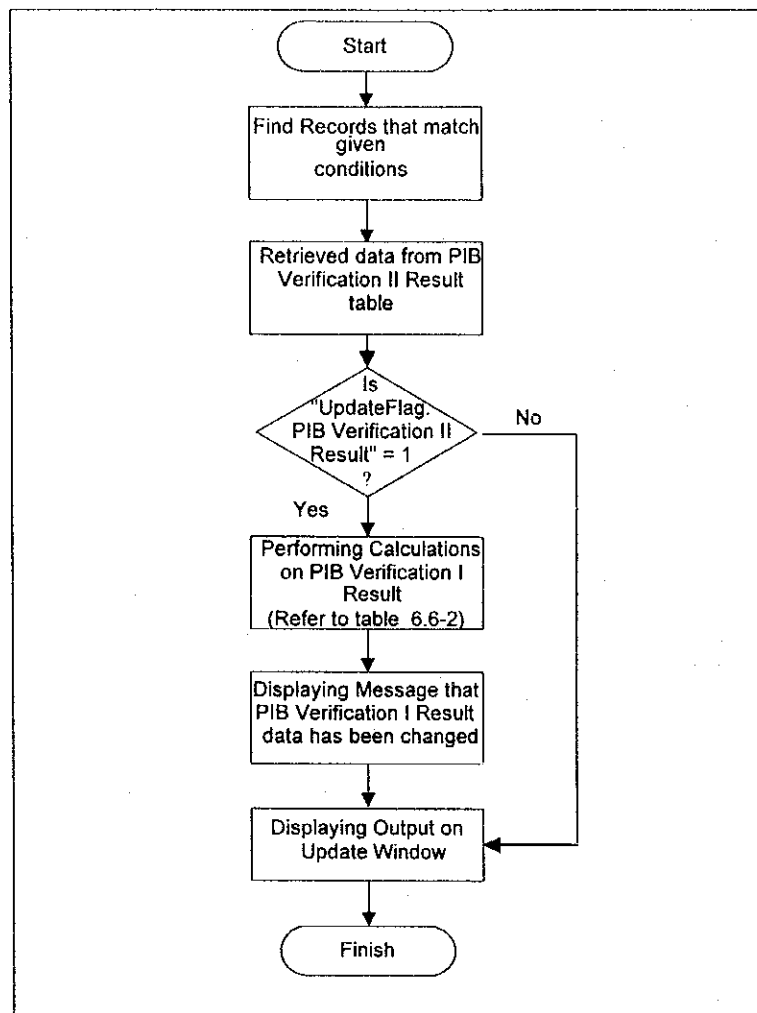 Start
Find Records that match
given
conditions
Retrieved data from PIB
Verification II Result
table
Is
"UpdateFlag.
PIB Verification II
Result" = 1
?
No
Yes
Performing Calculations
on PIB Verification I
Result
(Refer to table 6.6-2)
Displaying Message that
PIB Verification I Result
data has been changed
Displaying Output on
Update Window
Finish